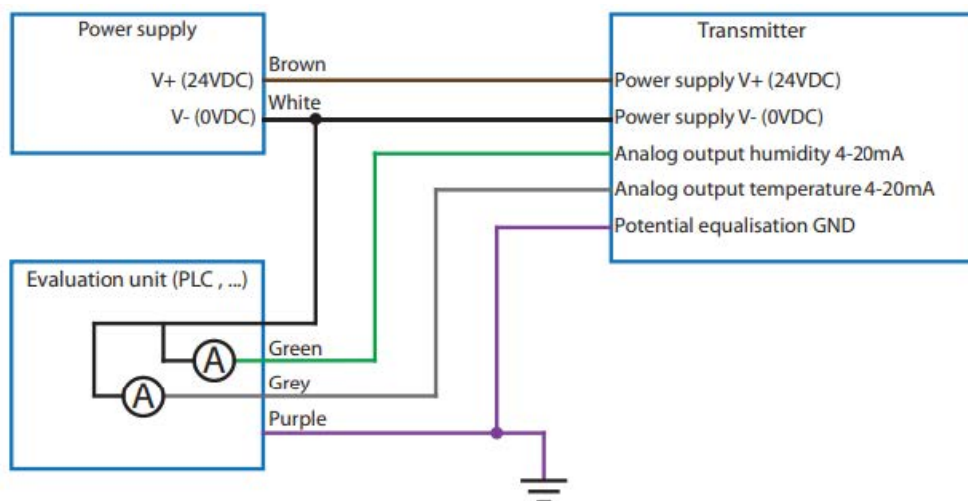 Power supply
V+ (24VDC)
V- (0VDC)
Brown
White
Transmitter
Power supply V+ (24VDC)
Power supply V- (0VDC)
Analog output humidity 4-20mA
Analog output temperature 4-20mA
Potential equalisation GND
Evaluation unit (PLC , ...)
A
A
Green
Grey
Purple